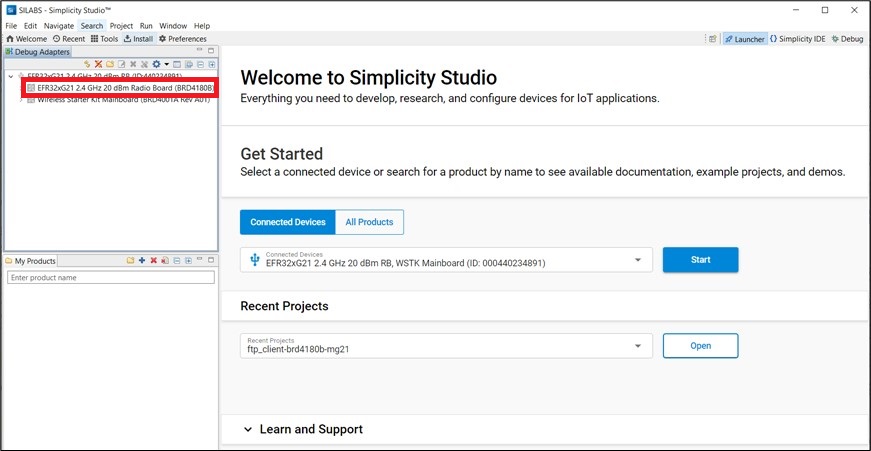 SILABS - Simplicity Studio™
File Edit Navigate Search Project Run Window Help
Welcome Recent Tools Install Preferences
Launcher {} Simplicity IDE Debug
Debug Adapters
EFR32xG21 2.4 GHz 20 dBm RB (ID:440234891)
EFR32xG21 2.4 GHz 20 dBm Radio Board (BRD4180B)
Wireless Starter Kit Mainboard (BRD4001A Rev A01)
My Products
Enter product name
Welcome to Simplicity Studio
Everything you need to develop, research, and configure devices for IoT applications.
Get Started
Select a connected device or search for a product by name to see available documentation, example projects, and demos.
Connected Devices All Products
Connected Devices
EFR32xG21 2.4 GHz 20 dBm RB, WSTK Mainboard (ID: 000440234891)
Start
Recent Projects
Recent Projects
ftp_client-brd4180b-mg21
Open
Learn and Support